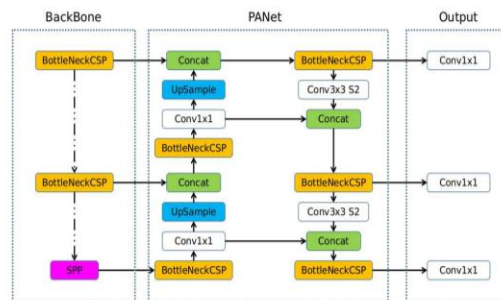 BackBone
PANet
Output
BottleNeckCSP
Concat
BottleNeckCSP
Conv1x1
UpSample
Conv3x3 S2
Conv1x1
Concat
BottleNeckCSP
BottleNeckCSP
Concat
BottleNeckCSP
Conv1x1
UpSample
Conv3x3 S2
Conv1x1
Concat
SPP
BottleNeckCSP
BottleNeckCSP
Conv1x1